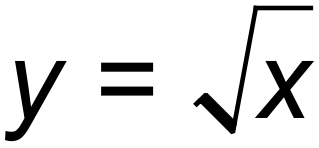 y = √x